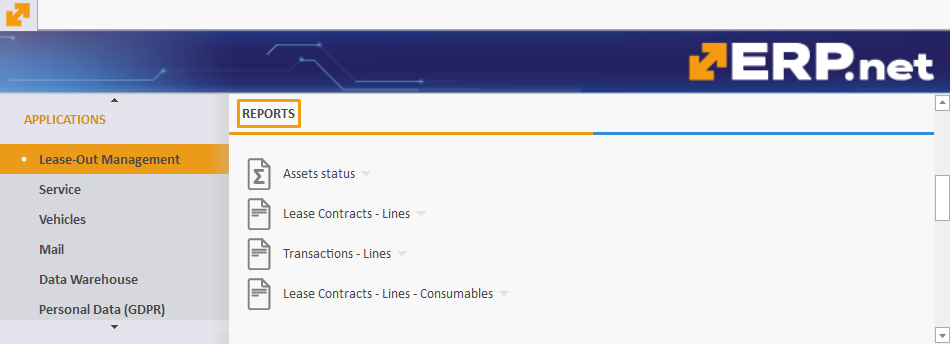 ERP.net
APPLICATIONS
Lease-Out Management
Service
Vehicles
Mail
Data Warehouse
Personal Data (GDPR)
REPORTS
Assets status
Lease Contracts - Lines
Transactions - Lines
Lease Contracts - Lines - Consumables